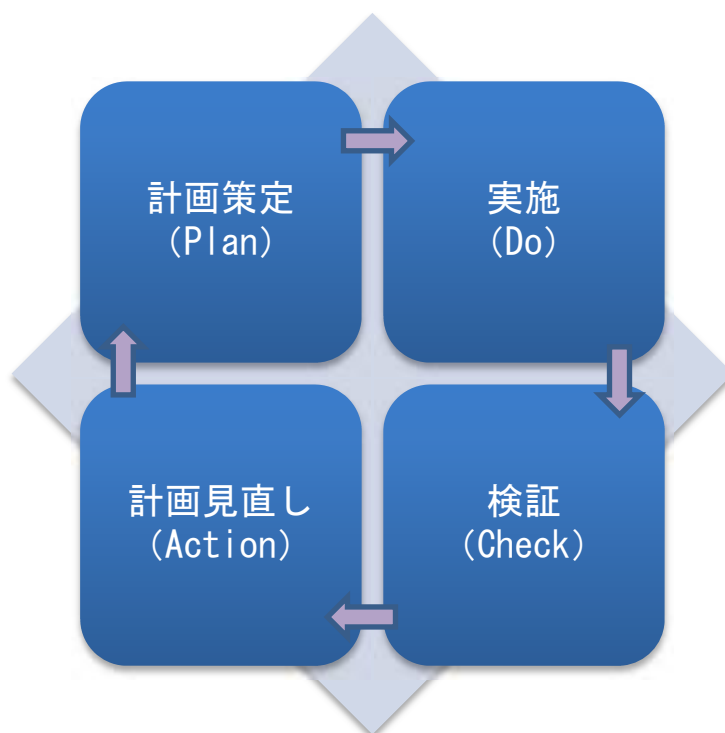 計画策定
(Plan)
実施
(Do)
計画見直し
(Action)
検証
(Check)